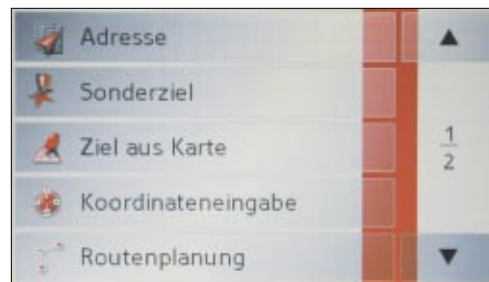 Adresse
Sonderziel
Ziel aus Karte
1
2
Koordinateneingabe
Routenplanung